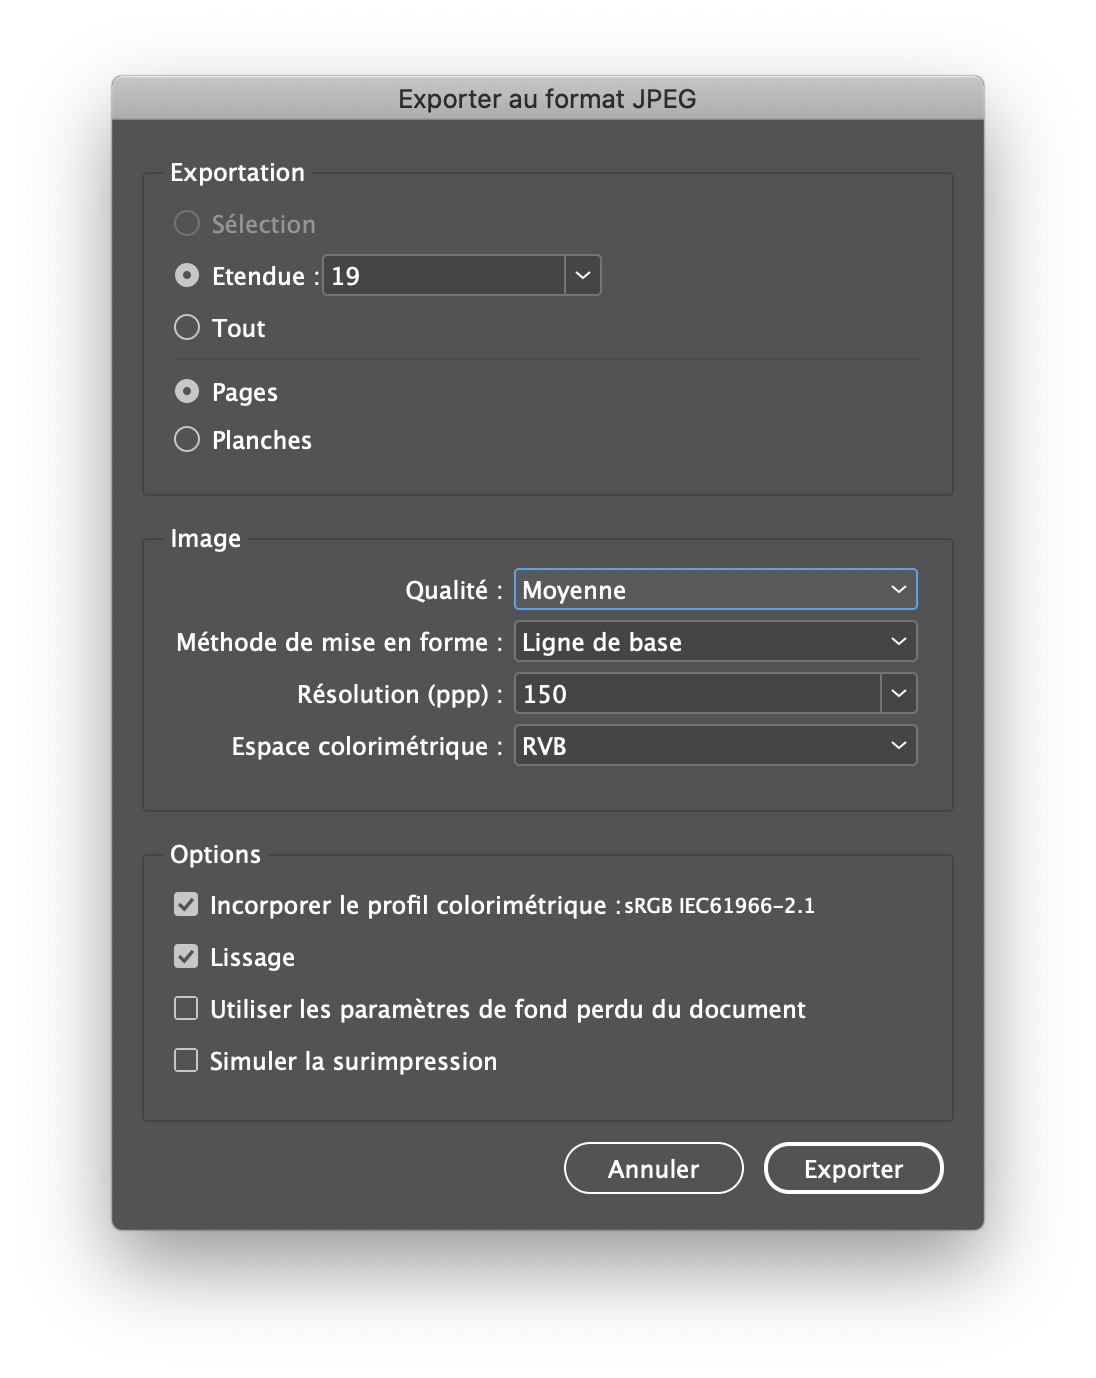 Exporter au format JPEG
Exportation
Sélection
Etendue : 19
Tout
Pages
Planches
Image
Qualité : Moyenne
Méthode de mise en forme : Ligne de base
Résolution (ppp) : 150
Espace colorimétrique : RVB
Options
Incorporer le profil colorimétrique : sRGB IEC61966-2.1
Lissage
Utiliser les paramètres de fond perdu du document
Simuler la surimpression
Annuler Exporter